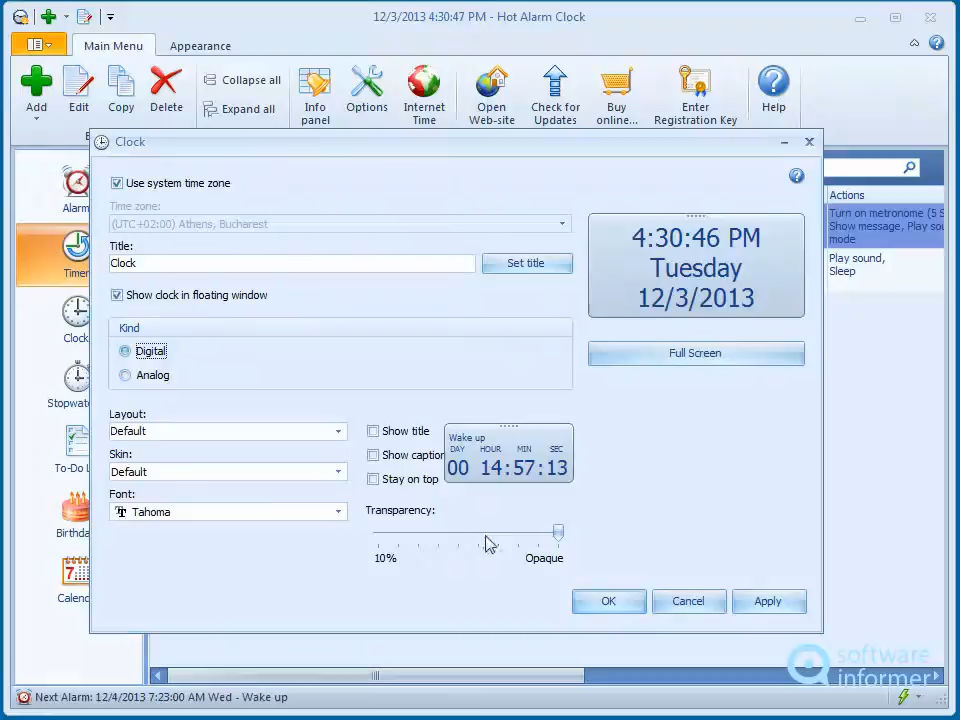 12/3/2013 4:30:47 PM - Hot Alarm Clock
Main Menu
Appearance
Add
Edit
Copy
Delete
Collapse all
Expand all
Info
panel
Options
Internet
Time
Open
Web-site
Check for
Updates
Buy
online...
Enter
Registration Key
Help
Clock
Use system time zone
Time zone:
(UTC+02:00) Athens, Bucharest
Title:
Clock
Set title
Show clock in floating window
Kind
Digital
Analog
Layout:
Default
Skin:
Default
Font:
Tahoma
Show title
Show caption
Stay on top
Wake up
DAY HOUR MIN SEC
00 14:57:13
Transparency:
10%
Opaque
4:30:46 PM
Tuesday
12/3/2013
Full Screen
OK
Cancel
Apply
Alarm
Timer
Clock
Stopwatc
To-Do L
Birthda
Calend
Actions
Turn on metronome (5 S
Show message, Play sou
mode
Play sound,
Sleep
Next Alarm: 12/4/2013 7:23:00 AM Wed - Wake up
software
informer